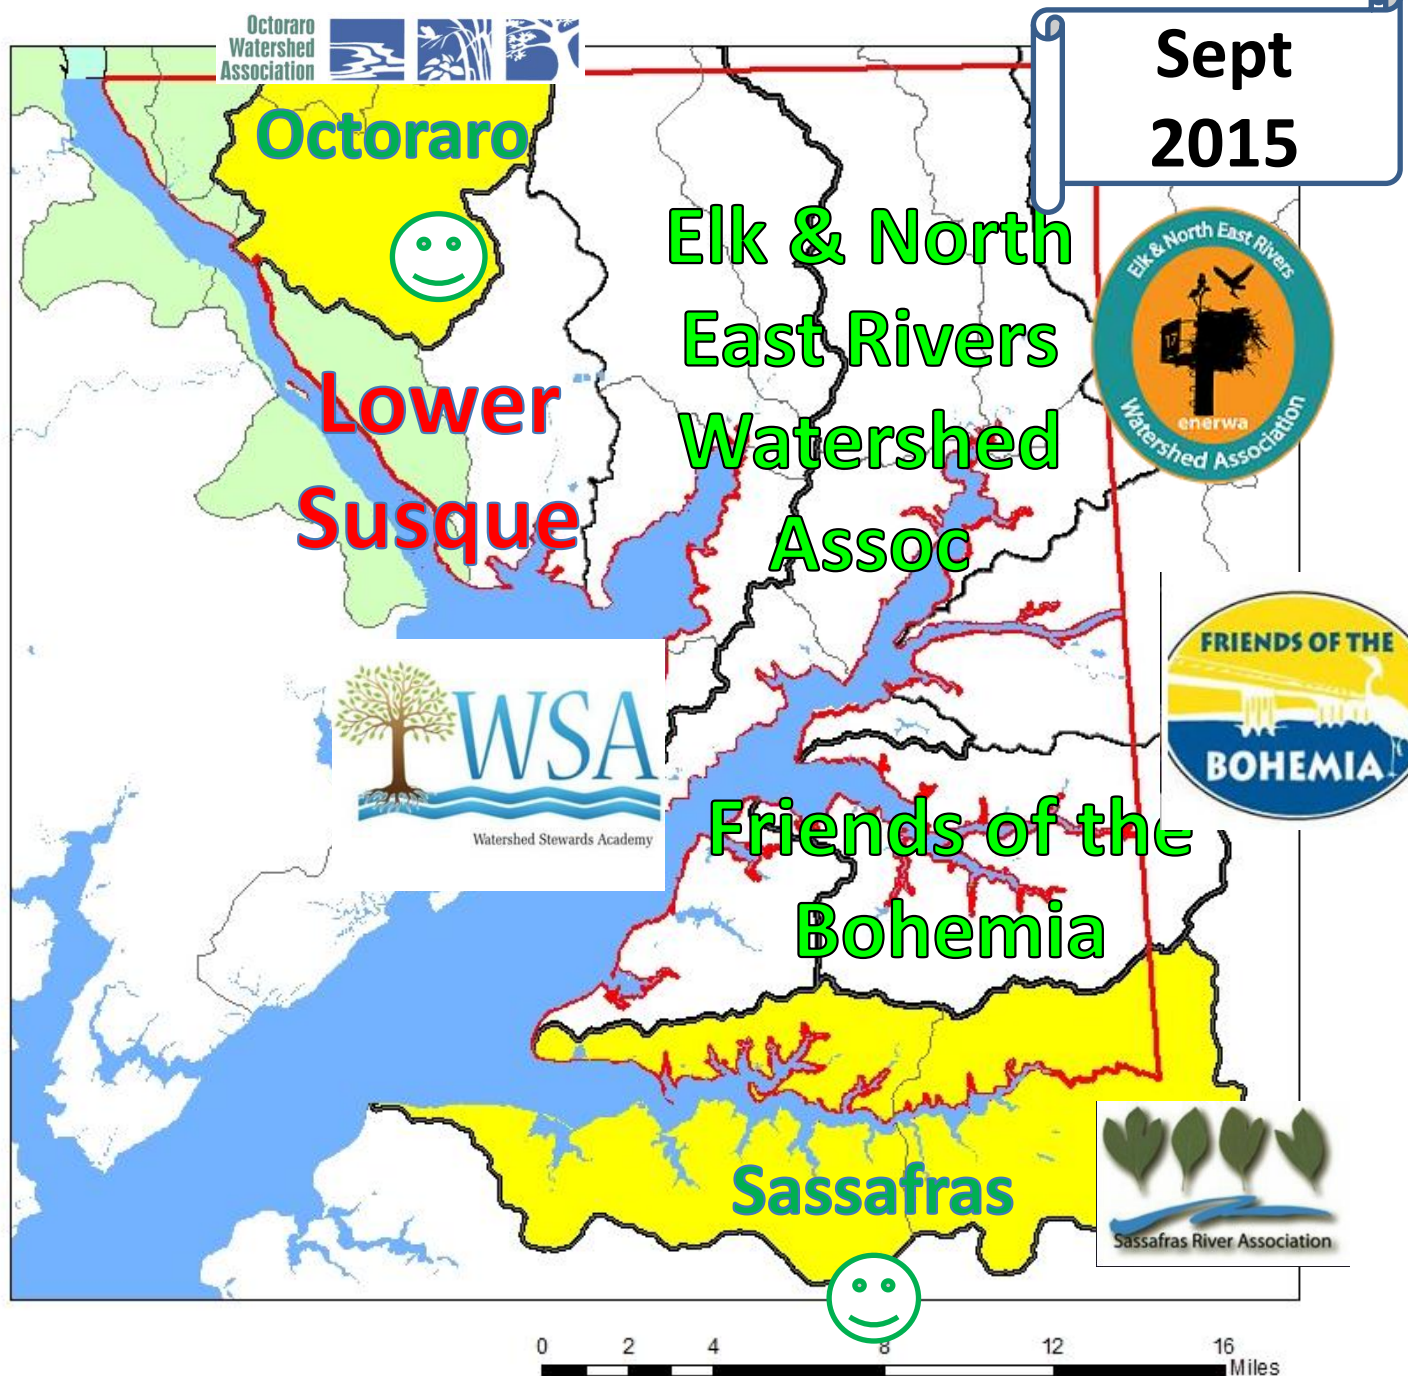 Octoraro
Watershed
Association
Sept
2015
Octoraro
Elk & North
East Rivers
Watershed
Assoc
Elk & North East Rivers
17
enerwa
Watershed Association
Lower
Susque
FRIENDS OF THE
BOHEMIA
WSA
Watershed Stewards Academy
Friends of the
Bohemia
Sassafras
Sassafras River Association
0 2 4 8 12 16
Miles